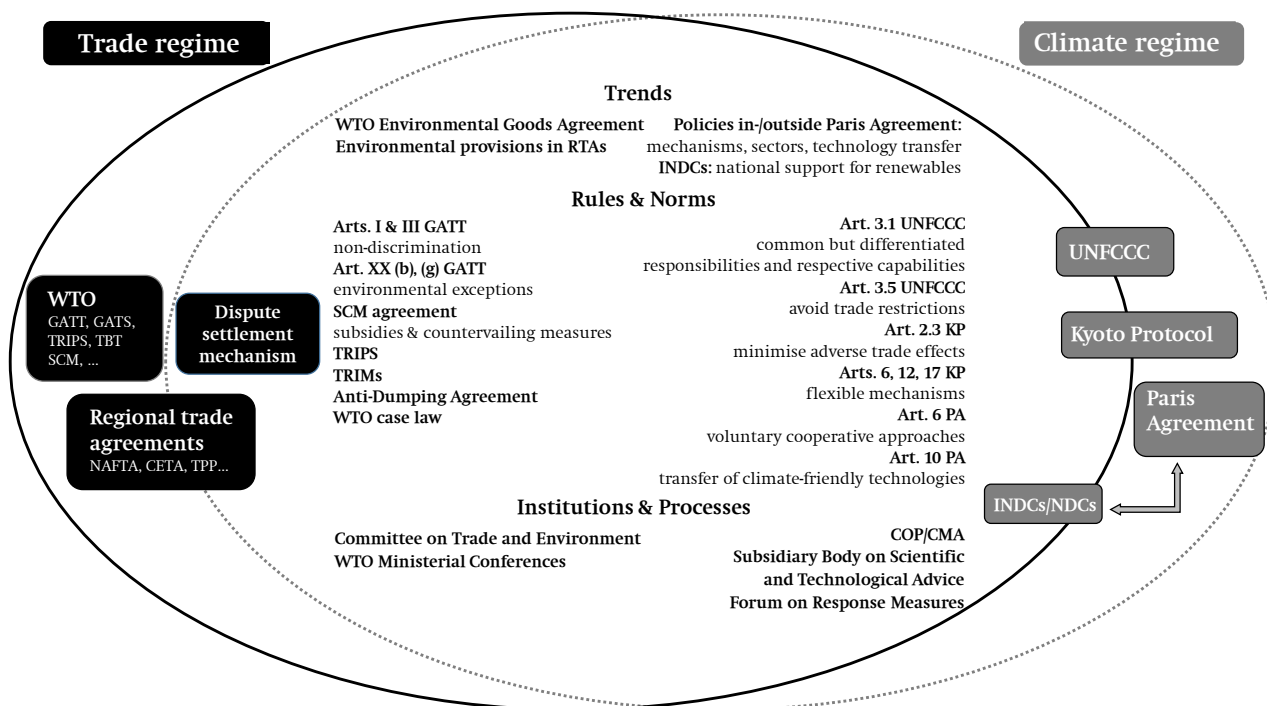 Trade regime
Climate regime
Trends
WTO Environmental Goods Agreement
Environmental provisions in RTAs
Policies in-/outside Paris Agreement:
mechanisms, sectors, technology transfer
INDCs: national support for renewables
Rules & Norms
Arts. I & III GATT
non-discrimination
Art. XX (b), (g) GATT
environmental exceptions
SCM agreement
subsidies & countervailing measures
TRIPS
TRIMs
Anti-Dumping Agreement
WTO case law
Art. 3.1 UNFCCC
common but differentiated
responsibilities and respective capabilities
Art. 3.5 UNFCCC
avoid trade restrictions
Art. 2.3 KP
minimise adverse trade effects
Arts. 6, 12, 17 KP
flexible mechanisms
Art. 6 PA
voluntary cooperative approaches
Art. 10 PA
transfer of climate-friendly technologies
Institutions & Processes
Committee on Trade and Environment
WTO Ministerial Conferences
COP/CMA
Subsidiary Body on Scientific
and Technological Advice
Forum on Response Measures
WTO
GATT, GATS,
TRIPS, TBT
SCM, ...
Dispute
settlement
mechanism
Regional trade
agreements
NAFTA, CETA, TPP...
UNFCCC
Kyoto Protocol
Paris
Agreement
INDCs/NDCs